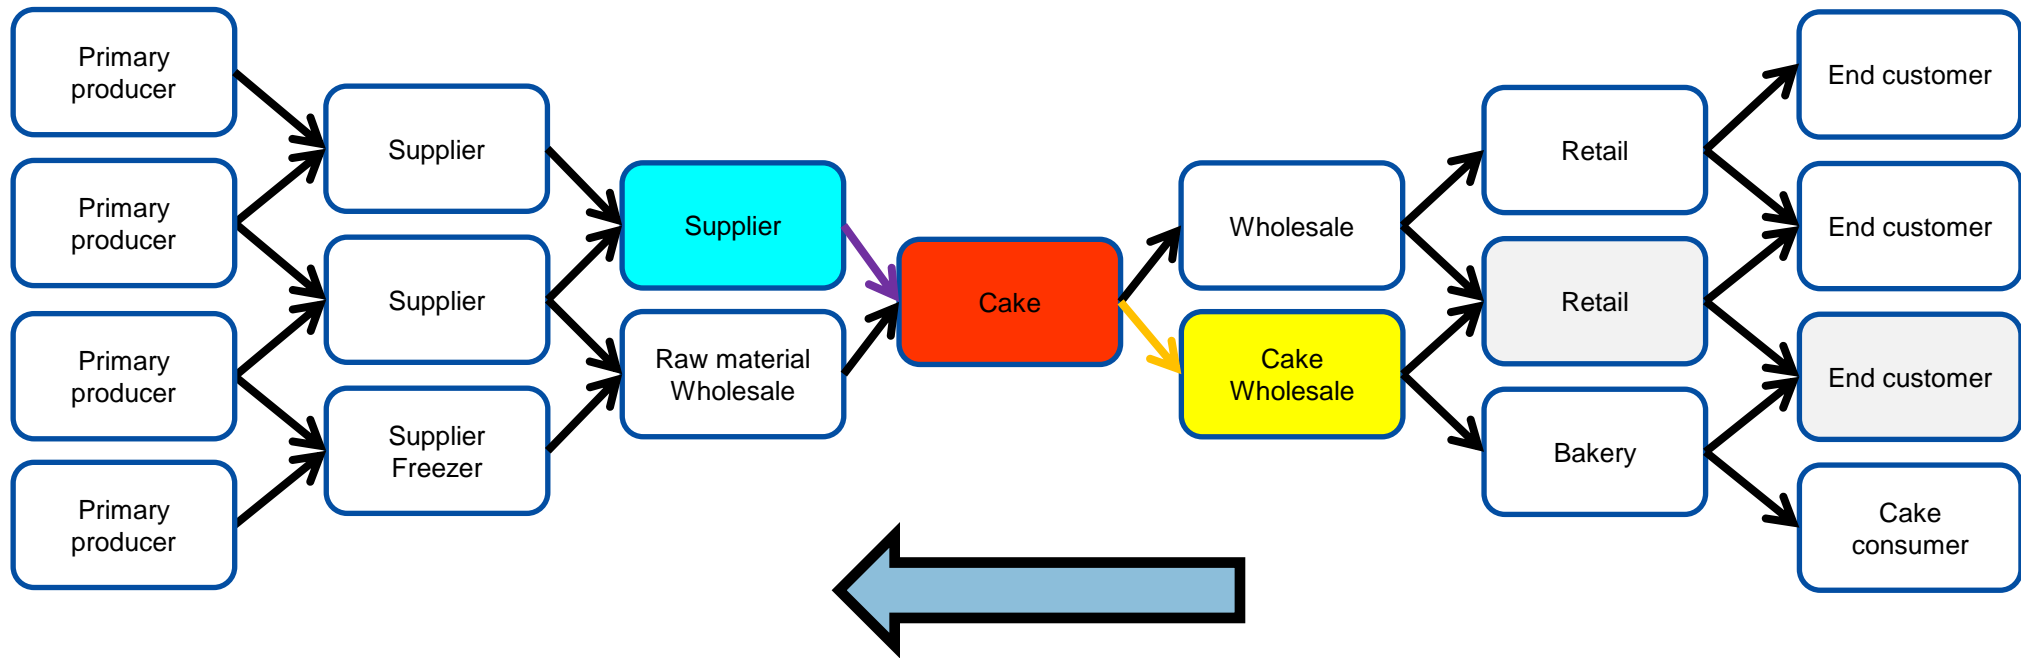 Primary
producer
Primary
producer
Primary
producer
Primary
producer
Supplier
Supplier
Supplier
Freezer
Supplier
Raw material
Wholesale
Cake
Wholesale
Cake
Wholesale
Retail
Retail
Bakery
End customer
End customer
End customer
Cake
consumer